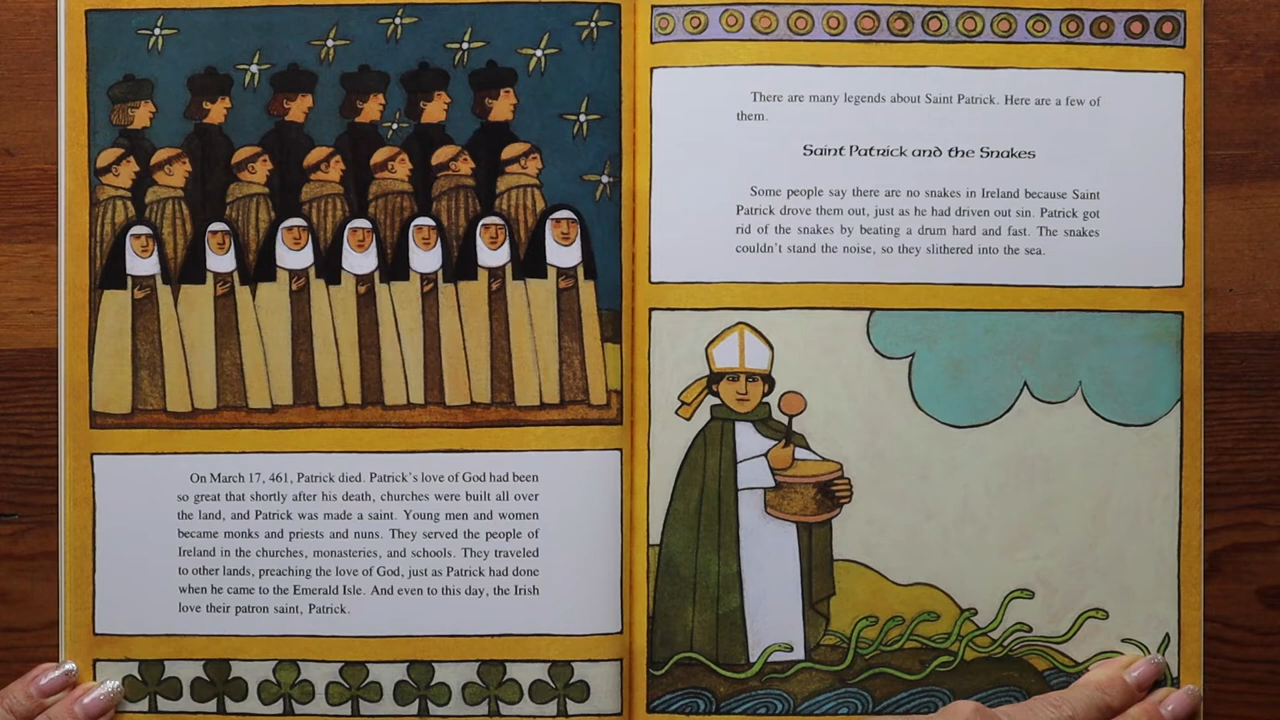 On March 17, 461, Patrick died. Patrick's love of God had been
so great that shortly after his death, churches were built all over
the land, and Patrick was made a saint. Young men and women
became monks and priests and nuns. They served the people of
Ireland in the churches, monasteries, and schools. They traveled
to other lands, preaching the love of God, just as Patrick had done
when he came to the Emerald Isle. And even to this day, the Irish
love their patron saint, Patrick.
There are many legends about Saint Patrick. Here are a few of
them.
Saint Patrick and the Snakes
Some people say there are no snakes in Ireland because Saint
Patrick drove them out, just as he had driven out sin. Patrick got
rid of the snakes by beating a drum hard and fast. The snakes
couldn't stand the noise, so they slithered into the sea.